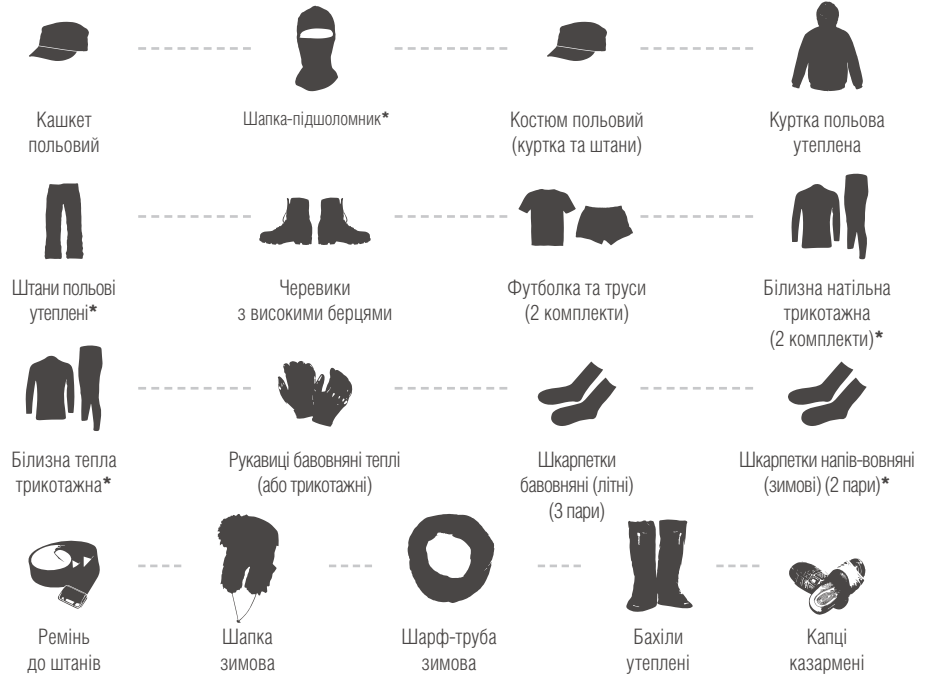 Кашкет
польовий
Шапка-підшоломник*
Костюм польовий
(куртка та штани)
Куртка польова
утеплена
Штани польові
утеплені*
Черевики
з високими берцями
Футболка та труси
(2 комплекти)
Білизна натільна
трикотажна
(2 комплекти)*
Білизна тепла
трикотажна*
Рукавиці бавовняні теплі
(або трикотажні)
Шкарпетки
бавовняні (літні)
(3 пари)
Шкарпетки напів-вовняні
(зимові) (2 пари)*
Ремінь
до штанів
Шапка
зимова
Шарф-труба
зимова
Бахіли
утеплені
Капці
казармені